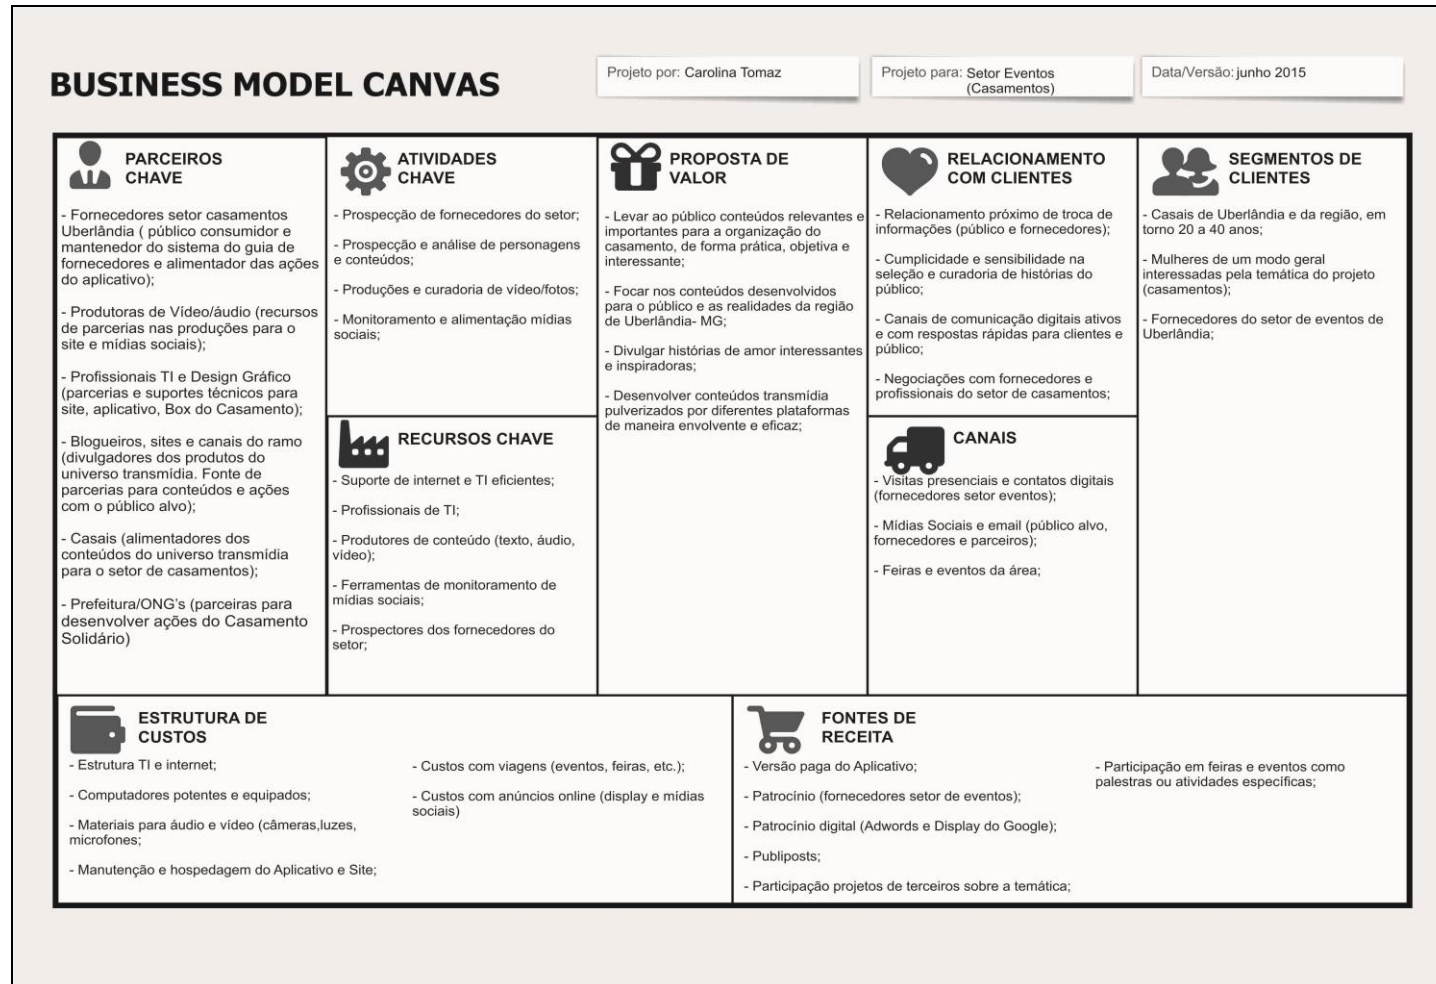 BUSINESS MODEL CANVAS
Projeto por: Carolina Tomaz
Projeto para: Setor Eventos
(Casamentos)
Data/Versão: junho 2015
PARCEIROS
CHAVE
- Fornecedores setor casamentos
Uberlândia ( público consumidor e
mantenedor do sistema do guia de
fornecedores e alimentador das ações
do aplicativo);
- Produtoras de Vídeo/áudio (recursos
de parcerias nas produções para o
site e mídias sociais);
- Profissionais TI e Design Gráfico
(parcerias e suportes técnicos para
site, aplicativo, Box do Casamento);
- Blogueiros, sites e canais do ramo
(divulgadores dos produtos do
universo transmídia. Fonte de
parcerias para conteúdos e ações
com o público alvo);
- Casais (alimentadores dos
conteúdos do universo transmídia
para o setor de casamentos);
- Prefeitura/ONG's (parceiras para
desenvolver ações do Casamento
Solidário)
ATIVIDADES
CHAVE
- Prospecção de fornecedores do setor;
- Prospecção e análise de personagens
e conteúdos;
- Produções e curadoria de vídeo/fotos;
- Monitoramento e alimentação mídias
sociais;
RECURSOS CHAVE
- Suporte de internet e TI eficientes;
- Profissionais de TI;
- Produtores de conteúdo (texto, áudio,
vídeo);
- Ferramentas de monitoramento de
mídias sociais;
- Prospectores dos fornecedores do
setor;
PROPOSTA DE
VALOR
- Levar ao público conteúdos relevantes e
importantes para a organização do
casamento, de forma prática, objetiva e
interessante;
- Focar nos conteúdos desenvolvidos
para o público e as realidades da região
de Uberlândia- MG;
- Divulgar histórias de amor interessantes
e inspiradoras;
- Desenvolver conteúdos transmídia
pulverizados por diferentes plataformas
de maneira envolvente e eficaz;
RELACIONAMENTO
COM CLIENTES
- Relacionamento próximo de troca de
informações (público e fornecedores);
- Cumplicidade e sensibilidade na
seleção e curadoria de histórias do
público;
- Canais de comunicação digitais ativos
e com respostas rápidas para clientes e
público;
- Negociações com fornecedores e
profissionais do setor de casamentos;
CANAIS
- Visitas presenciais e contatos digitais
(fornecedores setor eventos);
- Mídias Sociais e email (público alvo,
fornecedores e parceiros);
- Feiras e eventos da área;
SEGMENTOS DE
CLIENTES
- Casais de Uberlândia e da região, em
torno 20 a 40 anos;
- Mulheres de um modo geral
interessadas pela temática do projeto
(casamentos);
- Fornecedores do setor de eventos de
Uberlândia;
ESTRUTURA DE
CUSTOS
- Estrutura TI e internet;
- Computadores potentes e equipados;
- Materiais para áudio e vídeo (câmeras,luzes,
microfones;
- Manutenção e hospedagem do Aplicativo e Site;
- Custos com viagens (eventos, feiras, etc.);
- Custos com anúncios online (display e mídias
sociais)
FONTES DE
RECEITA
- Versão paga do Aplicativo;
- Patrocínio (fornecedores setor de eventos);
- Patrocínio digital (Adwords e Display do Google);
- Publiposts;
- Participação projetos de terceiros sobre a temática;
- Participação em feiras e eventos como
palestras ou atividades específicas;